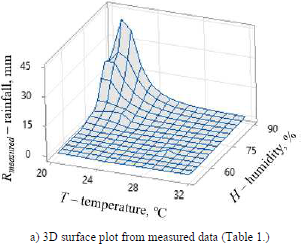 R measured – rainfall, mm
45
30
15
0
20
24
28
32
T – temperature, °C
60
75
90
H – humidity, %
a) 3D surface plot from measured data (Table 1.)